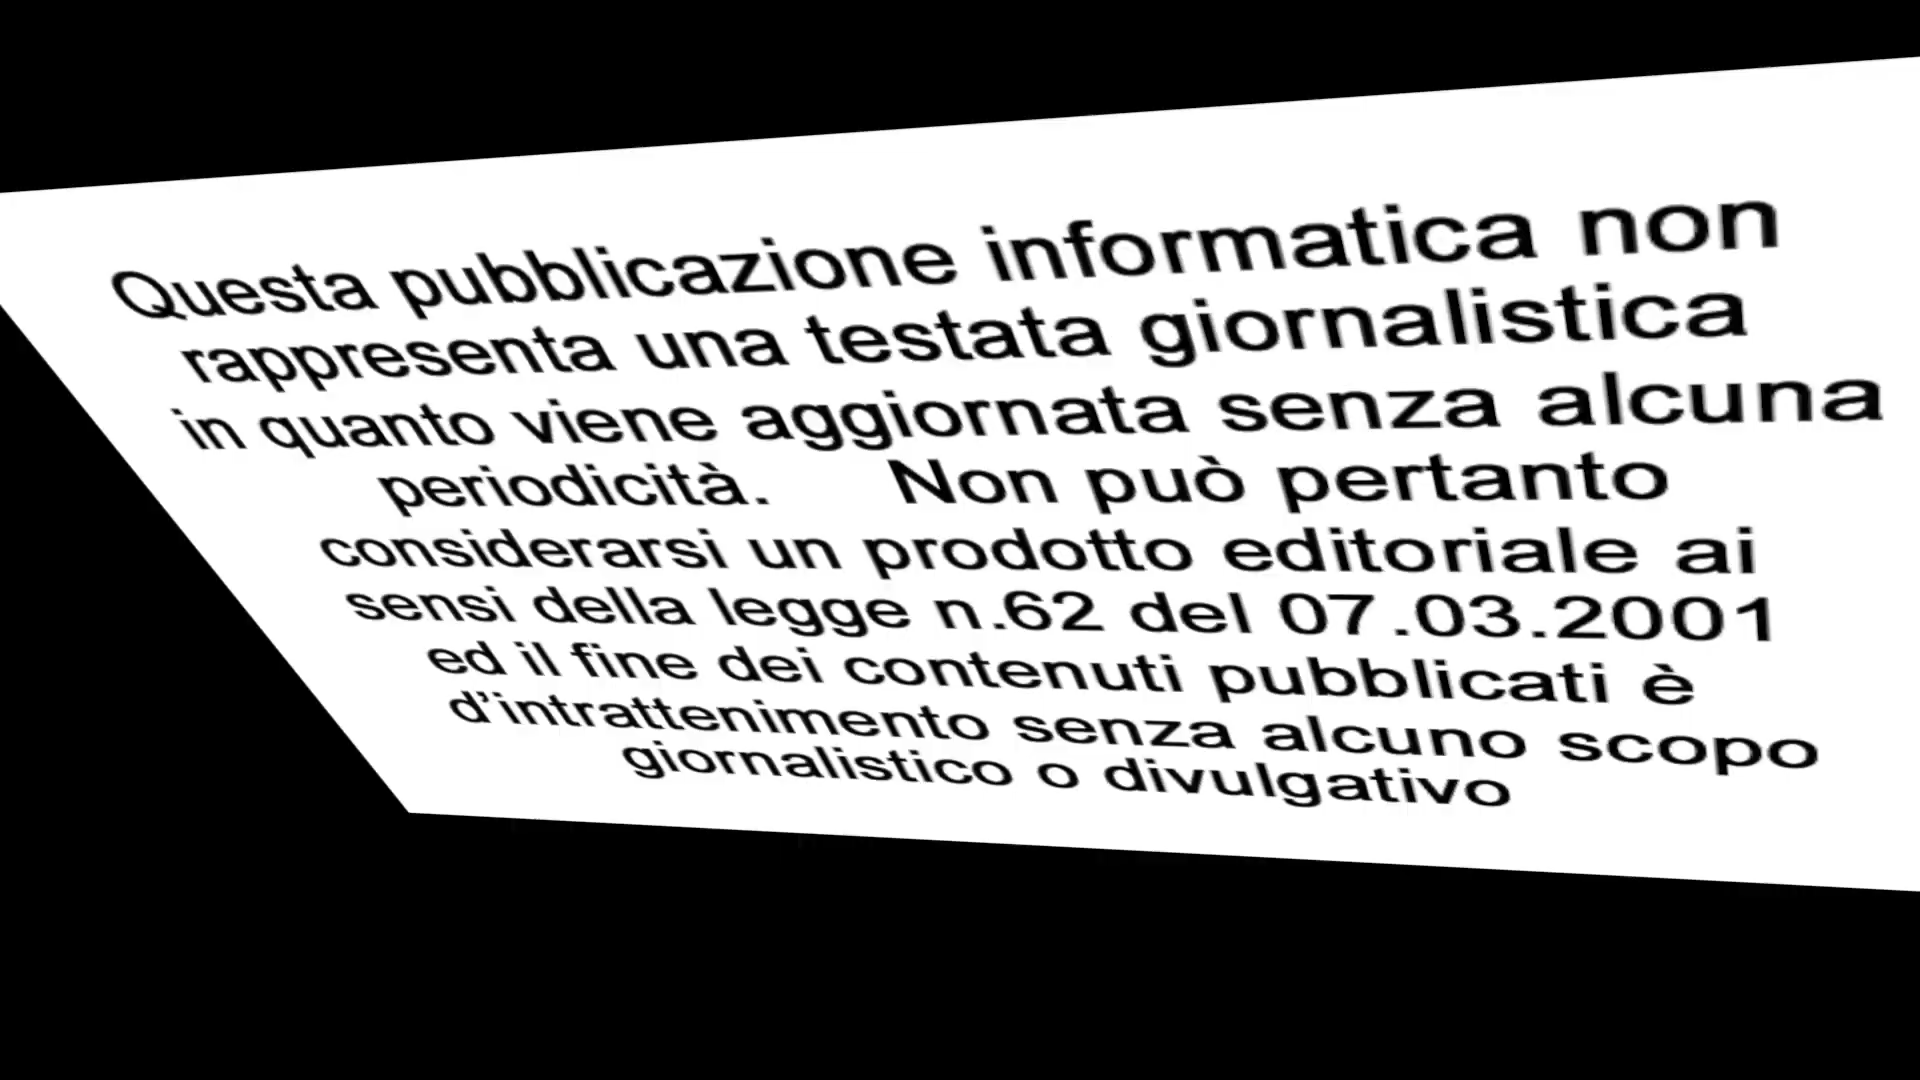 Questa pubblicazione informatica non
rappresenta una testata giornalistica
in quanto viene aggiornata senza alcuna
periodicità. Non può pertanto
considerarsi un prodotto editoriale ai
sensi della legge n.62 del 07.03.2001
ed il fine dei contenuti pubblicati è
d’intrattenimento senza alcuno scopo
giornalistico o divulgativo